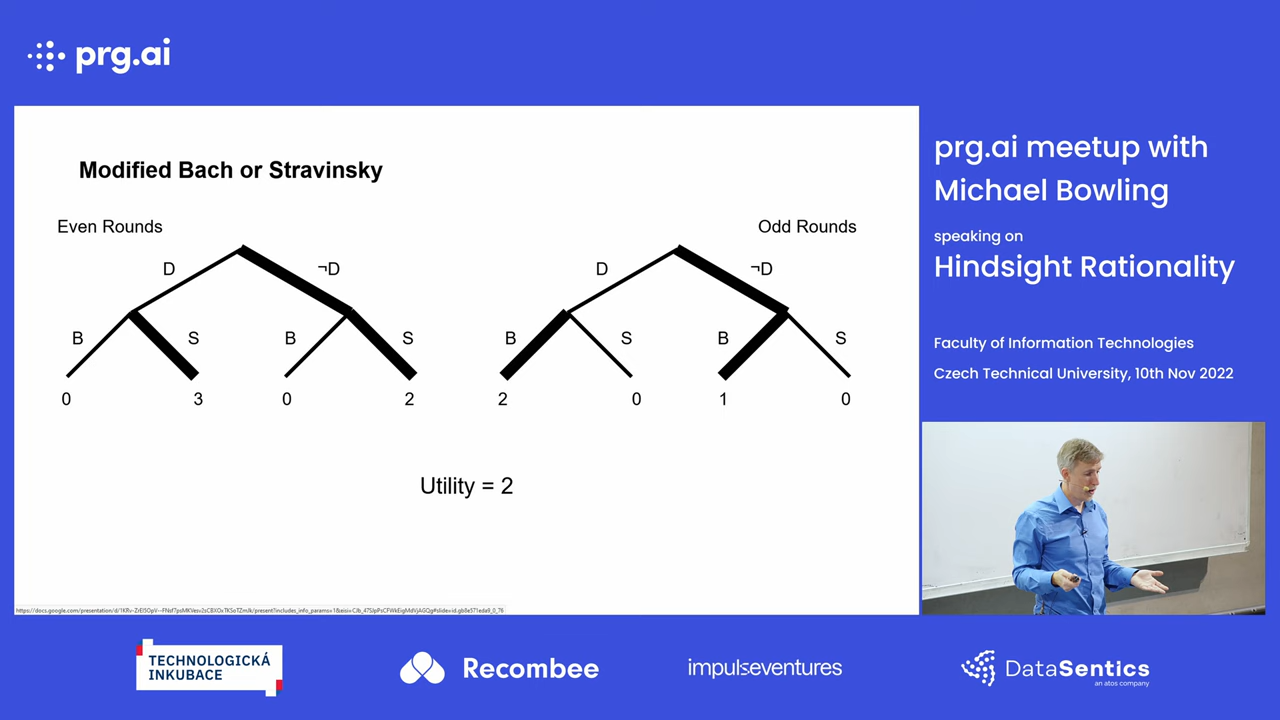 prg.ai
Modified Bach or Stravinsky
Even Rounds
Odd Rounds
D
¬D
D
¬D
B
S
B
S
B
S
B
S
0
3
0
2
2
0
1
0
Utility = 2
prg.ai meetup with
Michael Bowling
speaking on
Hindsight Rationality
Faculty of Information Technologies
Czech Technical University, 10th Nov 2022
TECHNOLOGICKÁ
INKUBACE
Recombee
impulseventures
DataSentics
an atos company